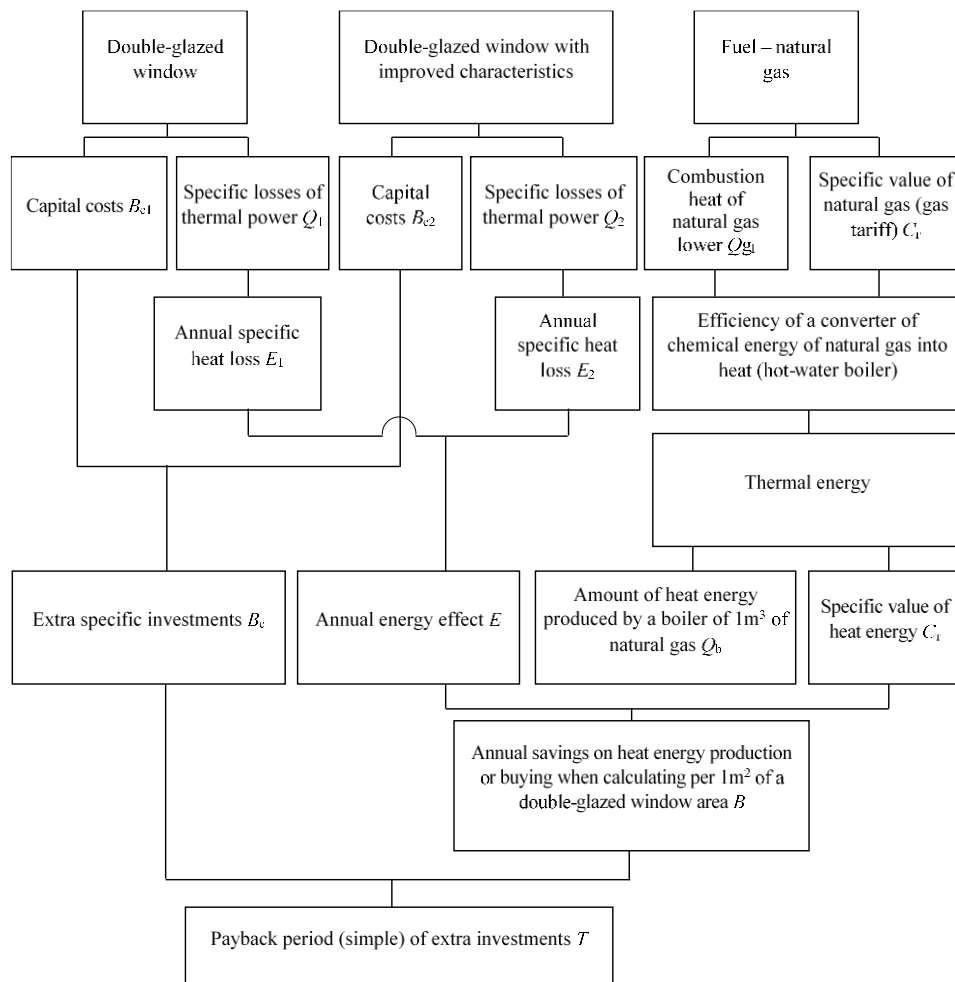 Double-glazed
window
Double-glazed window with
improved characteristics
Fuel – natural
gas
Capital costs Bc1
Specific losses of
thermal power Q1
Capital
costs Bc2
Specific losses of
thermal power Q2
Combustion
heat of
natural gas
lower Qgl
Specific value of
natural gas (gas
tariff) Cr
Annual specific
heat loss E1
Annual
specific heat
loss E2
Efficiency of a converter of
chemical energy of natural gas into
heat (hot-water boiler)
Thermal energy
Extra specific investments Bc
Annual energy effect E
Amount of heat energy
produced by a boiler of 1m³ of
natural gas Qb
Specific value of
heat energy Cr
Annual savings on heat energy production
or buying when calculating per 1m² of a
double-glazed window area B
Payback period (simple) of extra investments T